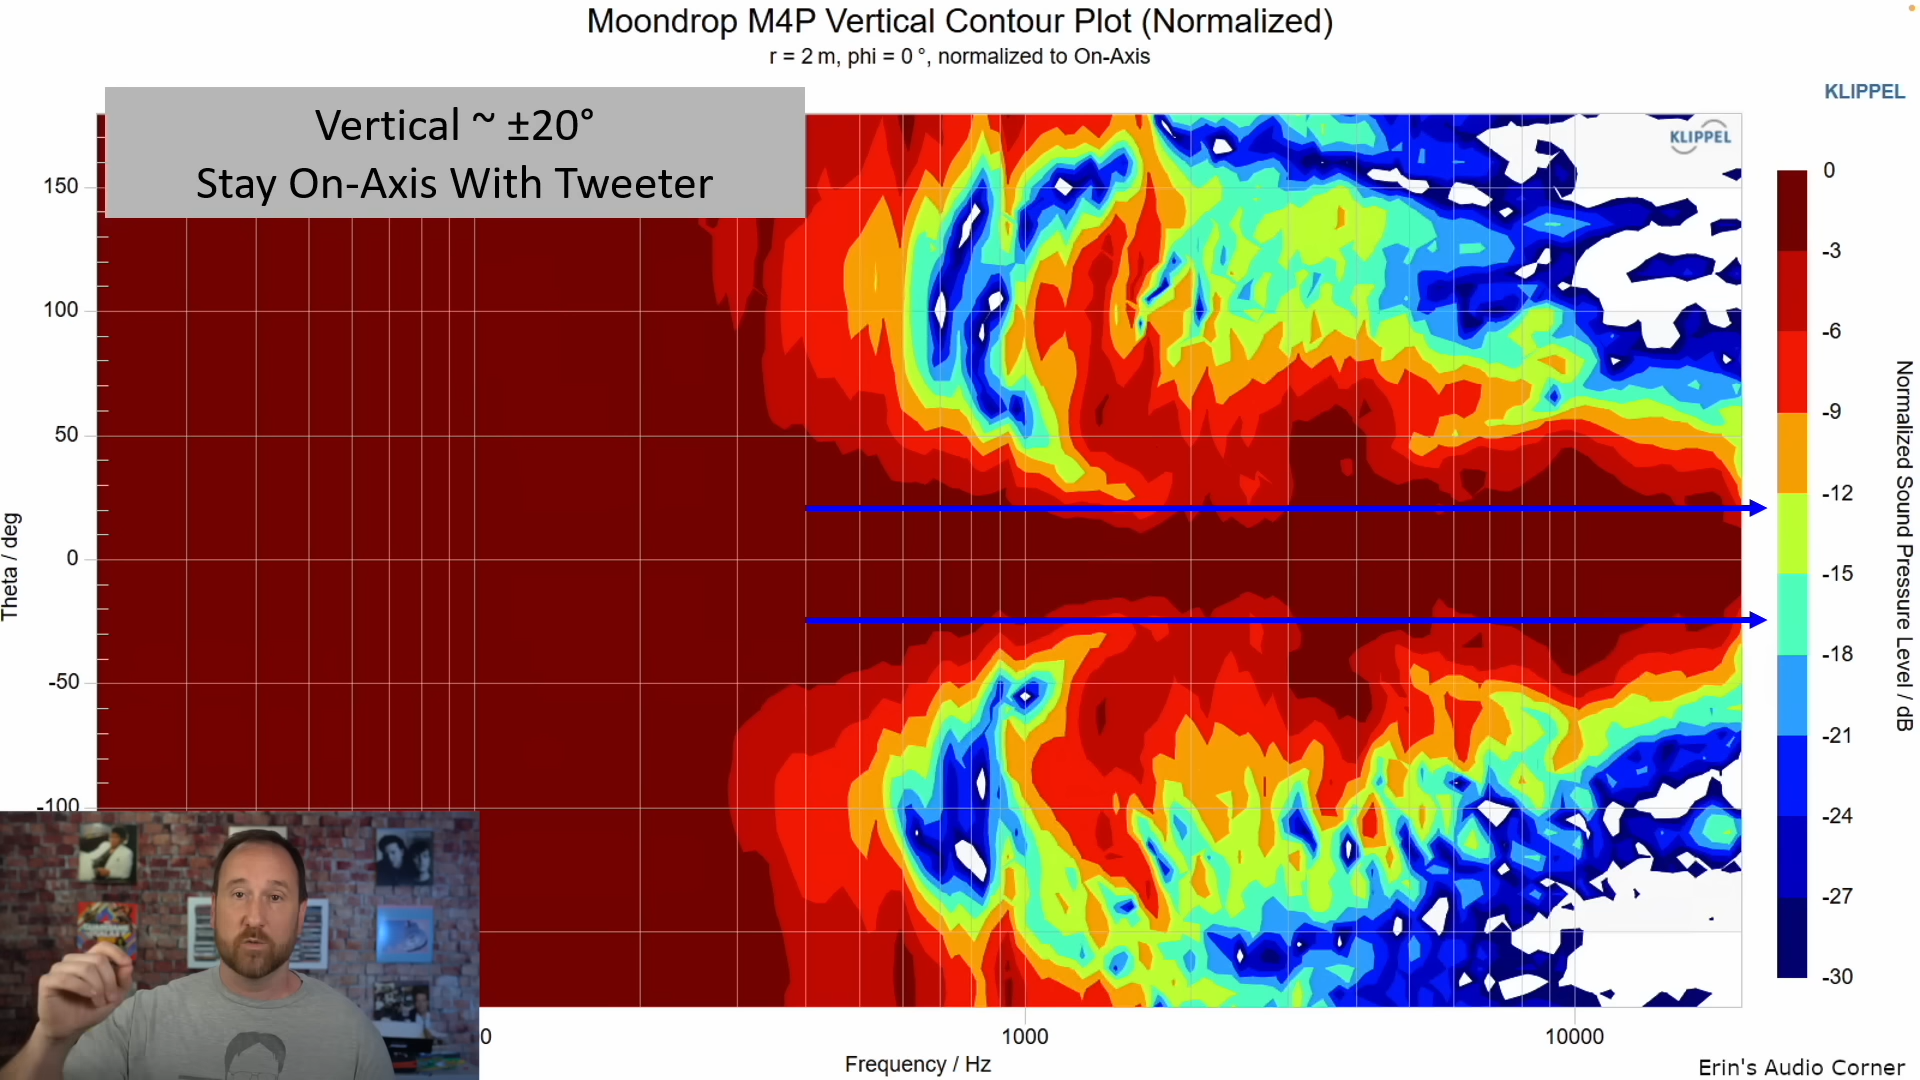 Moondrop M4P Vertical Contour Plot (Normalized)
r = 2 m, phi = 0 °, normalized to On-Axis
KLIPPEL
Vertical ~ ±20°
Stay On-Axis With Tweeter
KLIPPEL
150
100
50
0
-50
-100
Theta / deg
0
-3
-6
-9
-12
-15
-18
-21
-24
-27
-30
Normalized Sound Pressure Level / dB
0
1000
10000
Frequency / Hz
Erin's Audio Corner